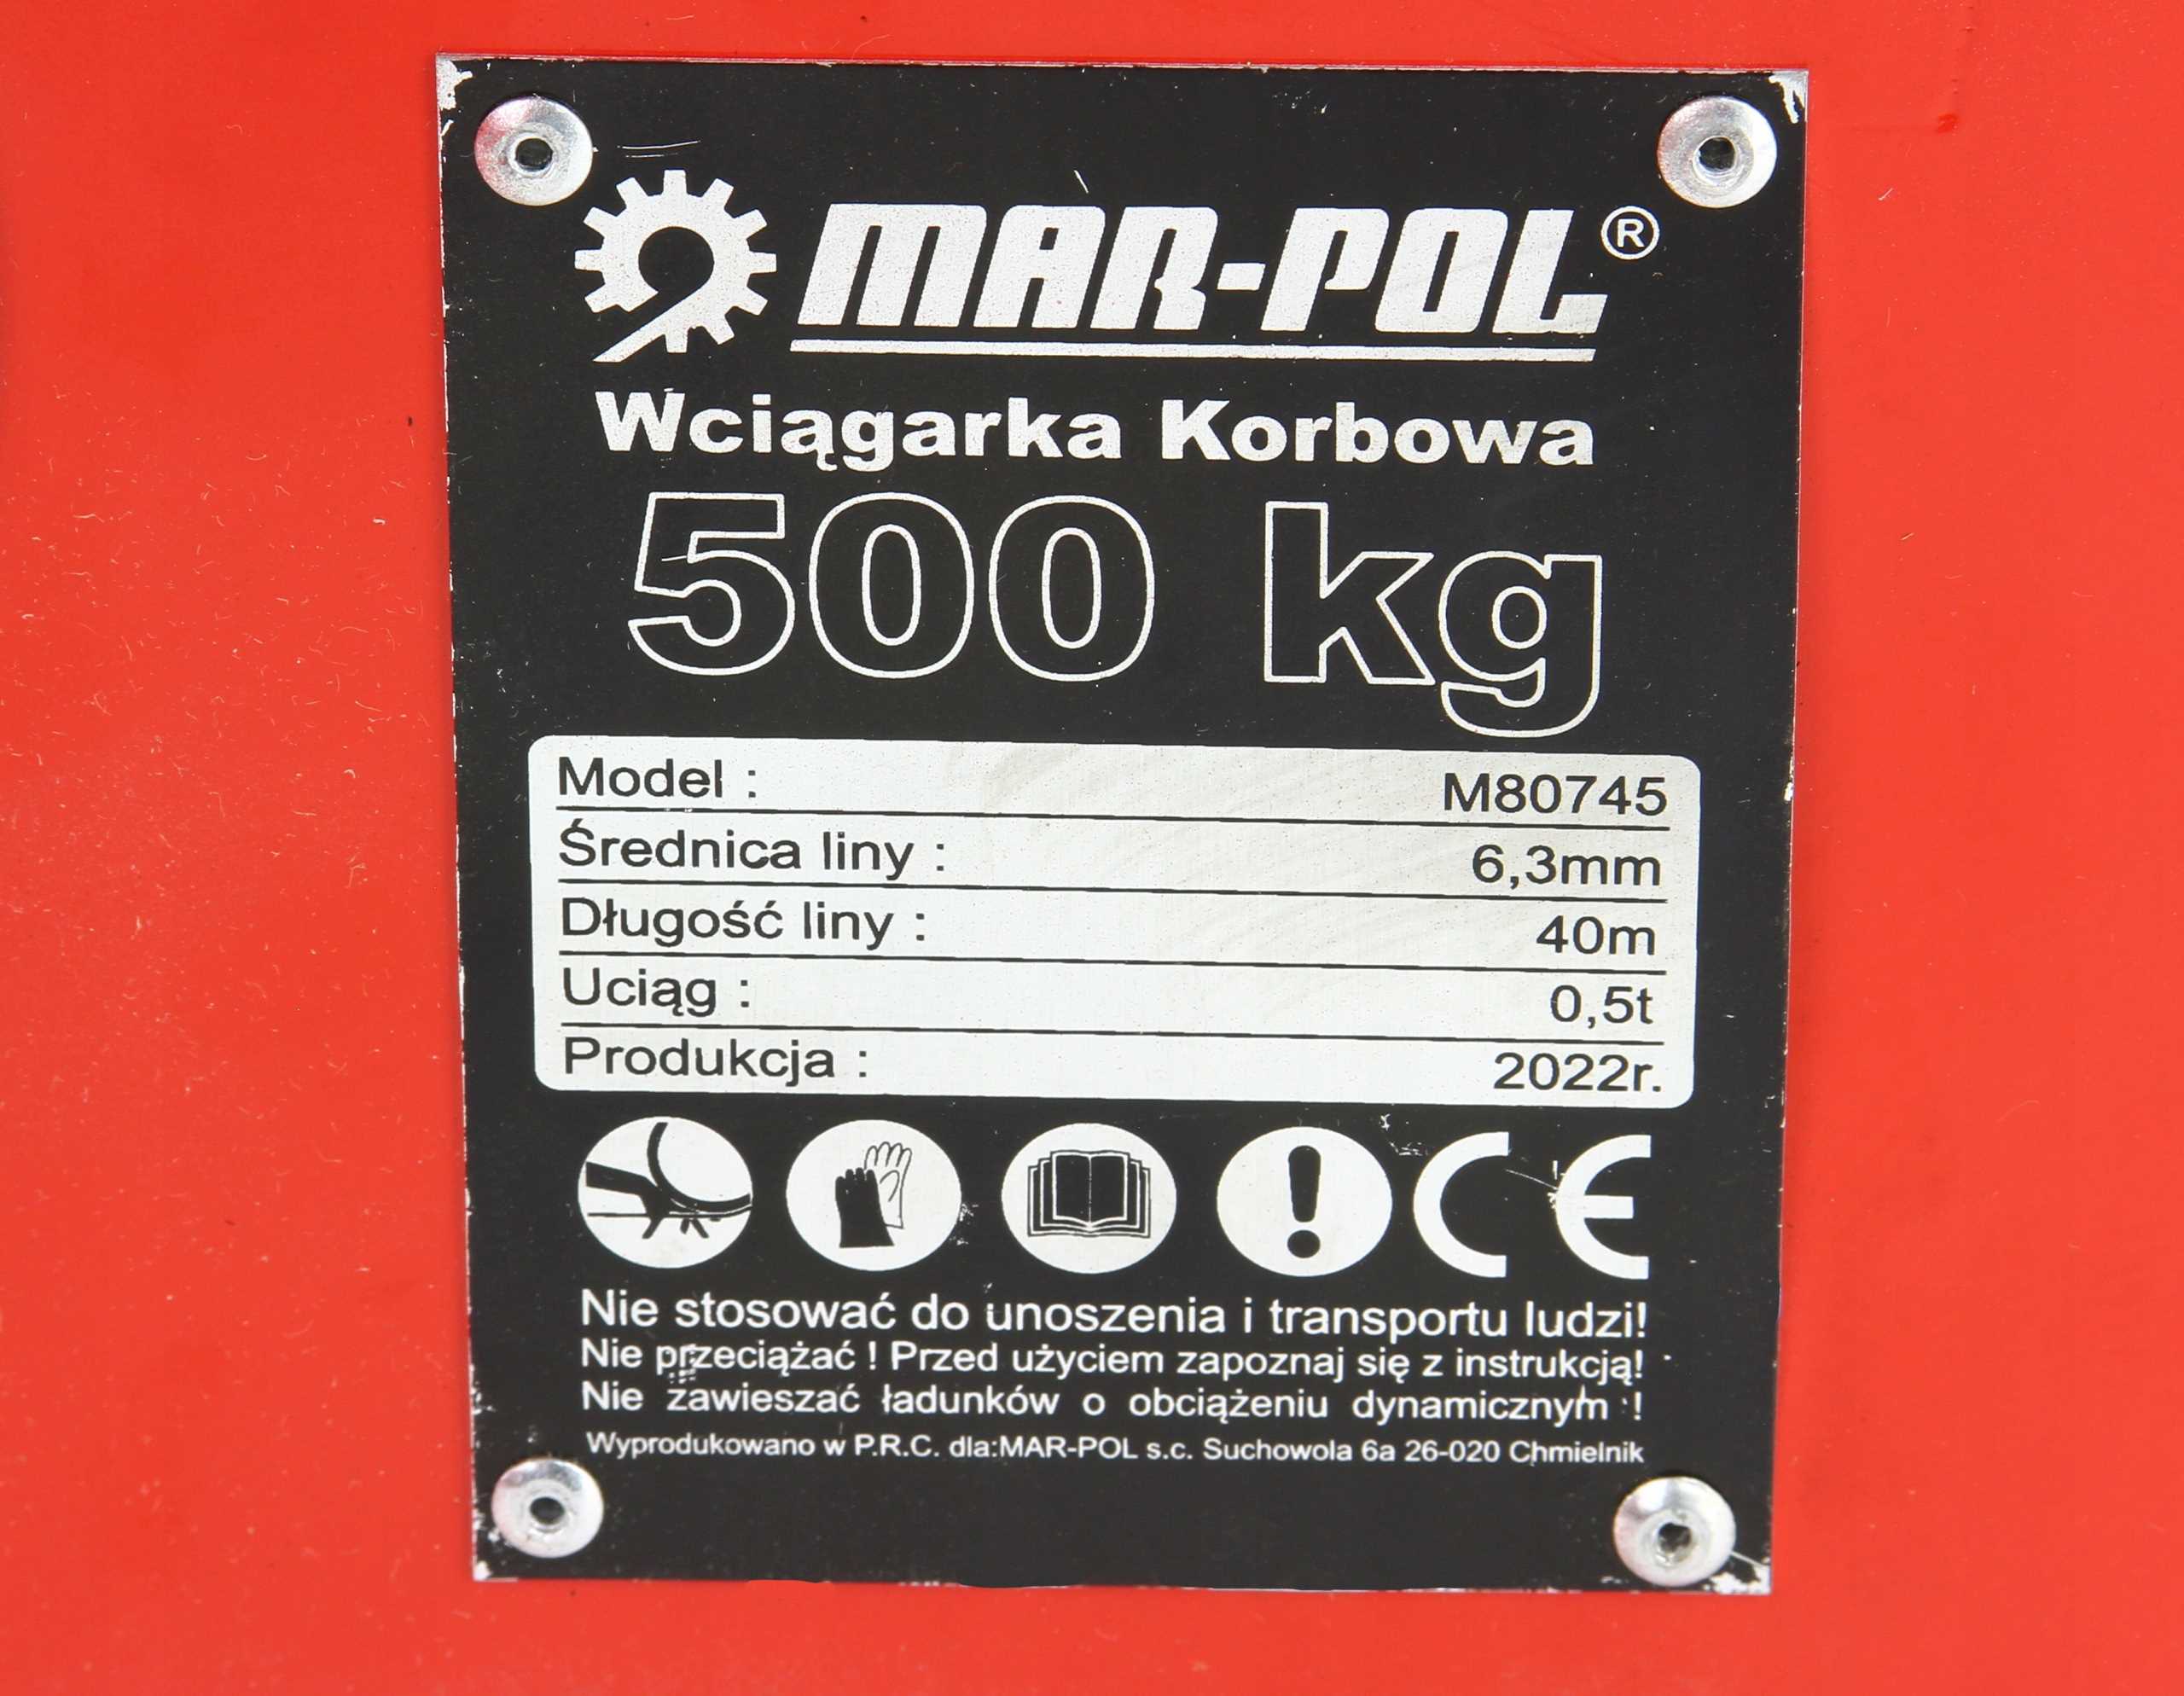 MAR-POL®
Wciągarka Korbowa
500 kg
Model : M80745
Średnica liny : 6,3mm
Długość liny : 40m
Uciąg : 0,5t
Produkcja : 2022r.
CE
Nie stosować do unoszenia i transportu ludzi!
Nie przeciążać ! Przed użyciem zapoznaj się z instrukcją!
Nie zawieszać ładunków o obciążeniu dynamicznym !
Wyprodukowano w P.R.C. dla:MAR-POL s.c. Suchowola 6a 26-020 Chmielnik